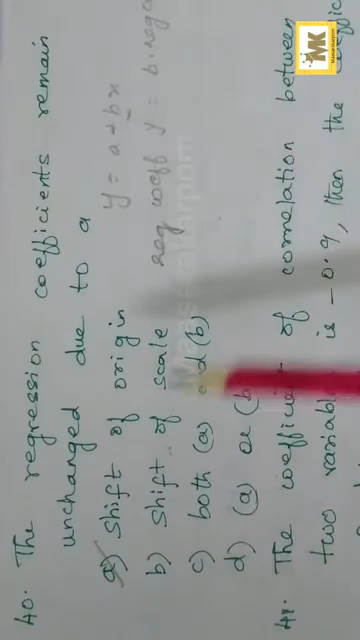 40. The regression coefficients remain
unchanged due to a
a) Shift of origin
b) Shift of scale
c) both (a) and (b)
d) (a) or (b
y = a + bx
reg coeff y = b.
41. The coefficient of correlation between
two variables is -0.9, then the
MK